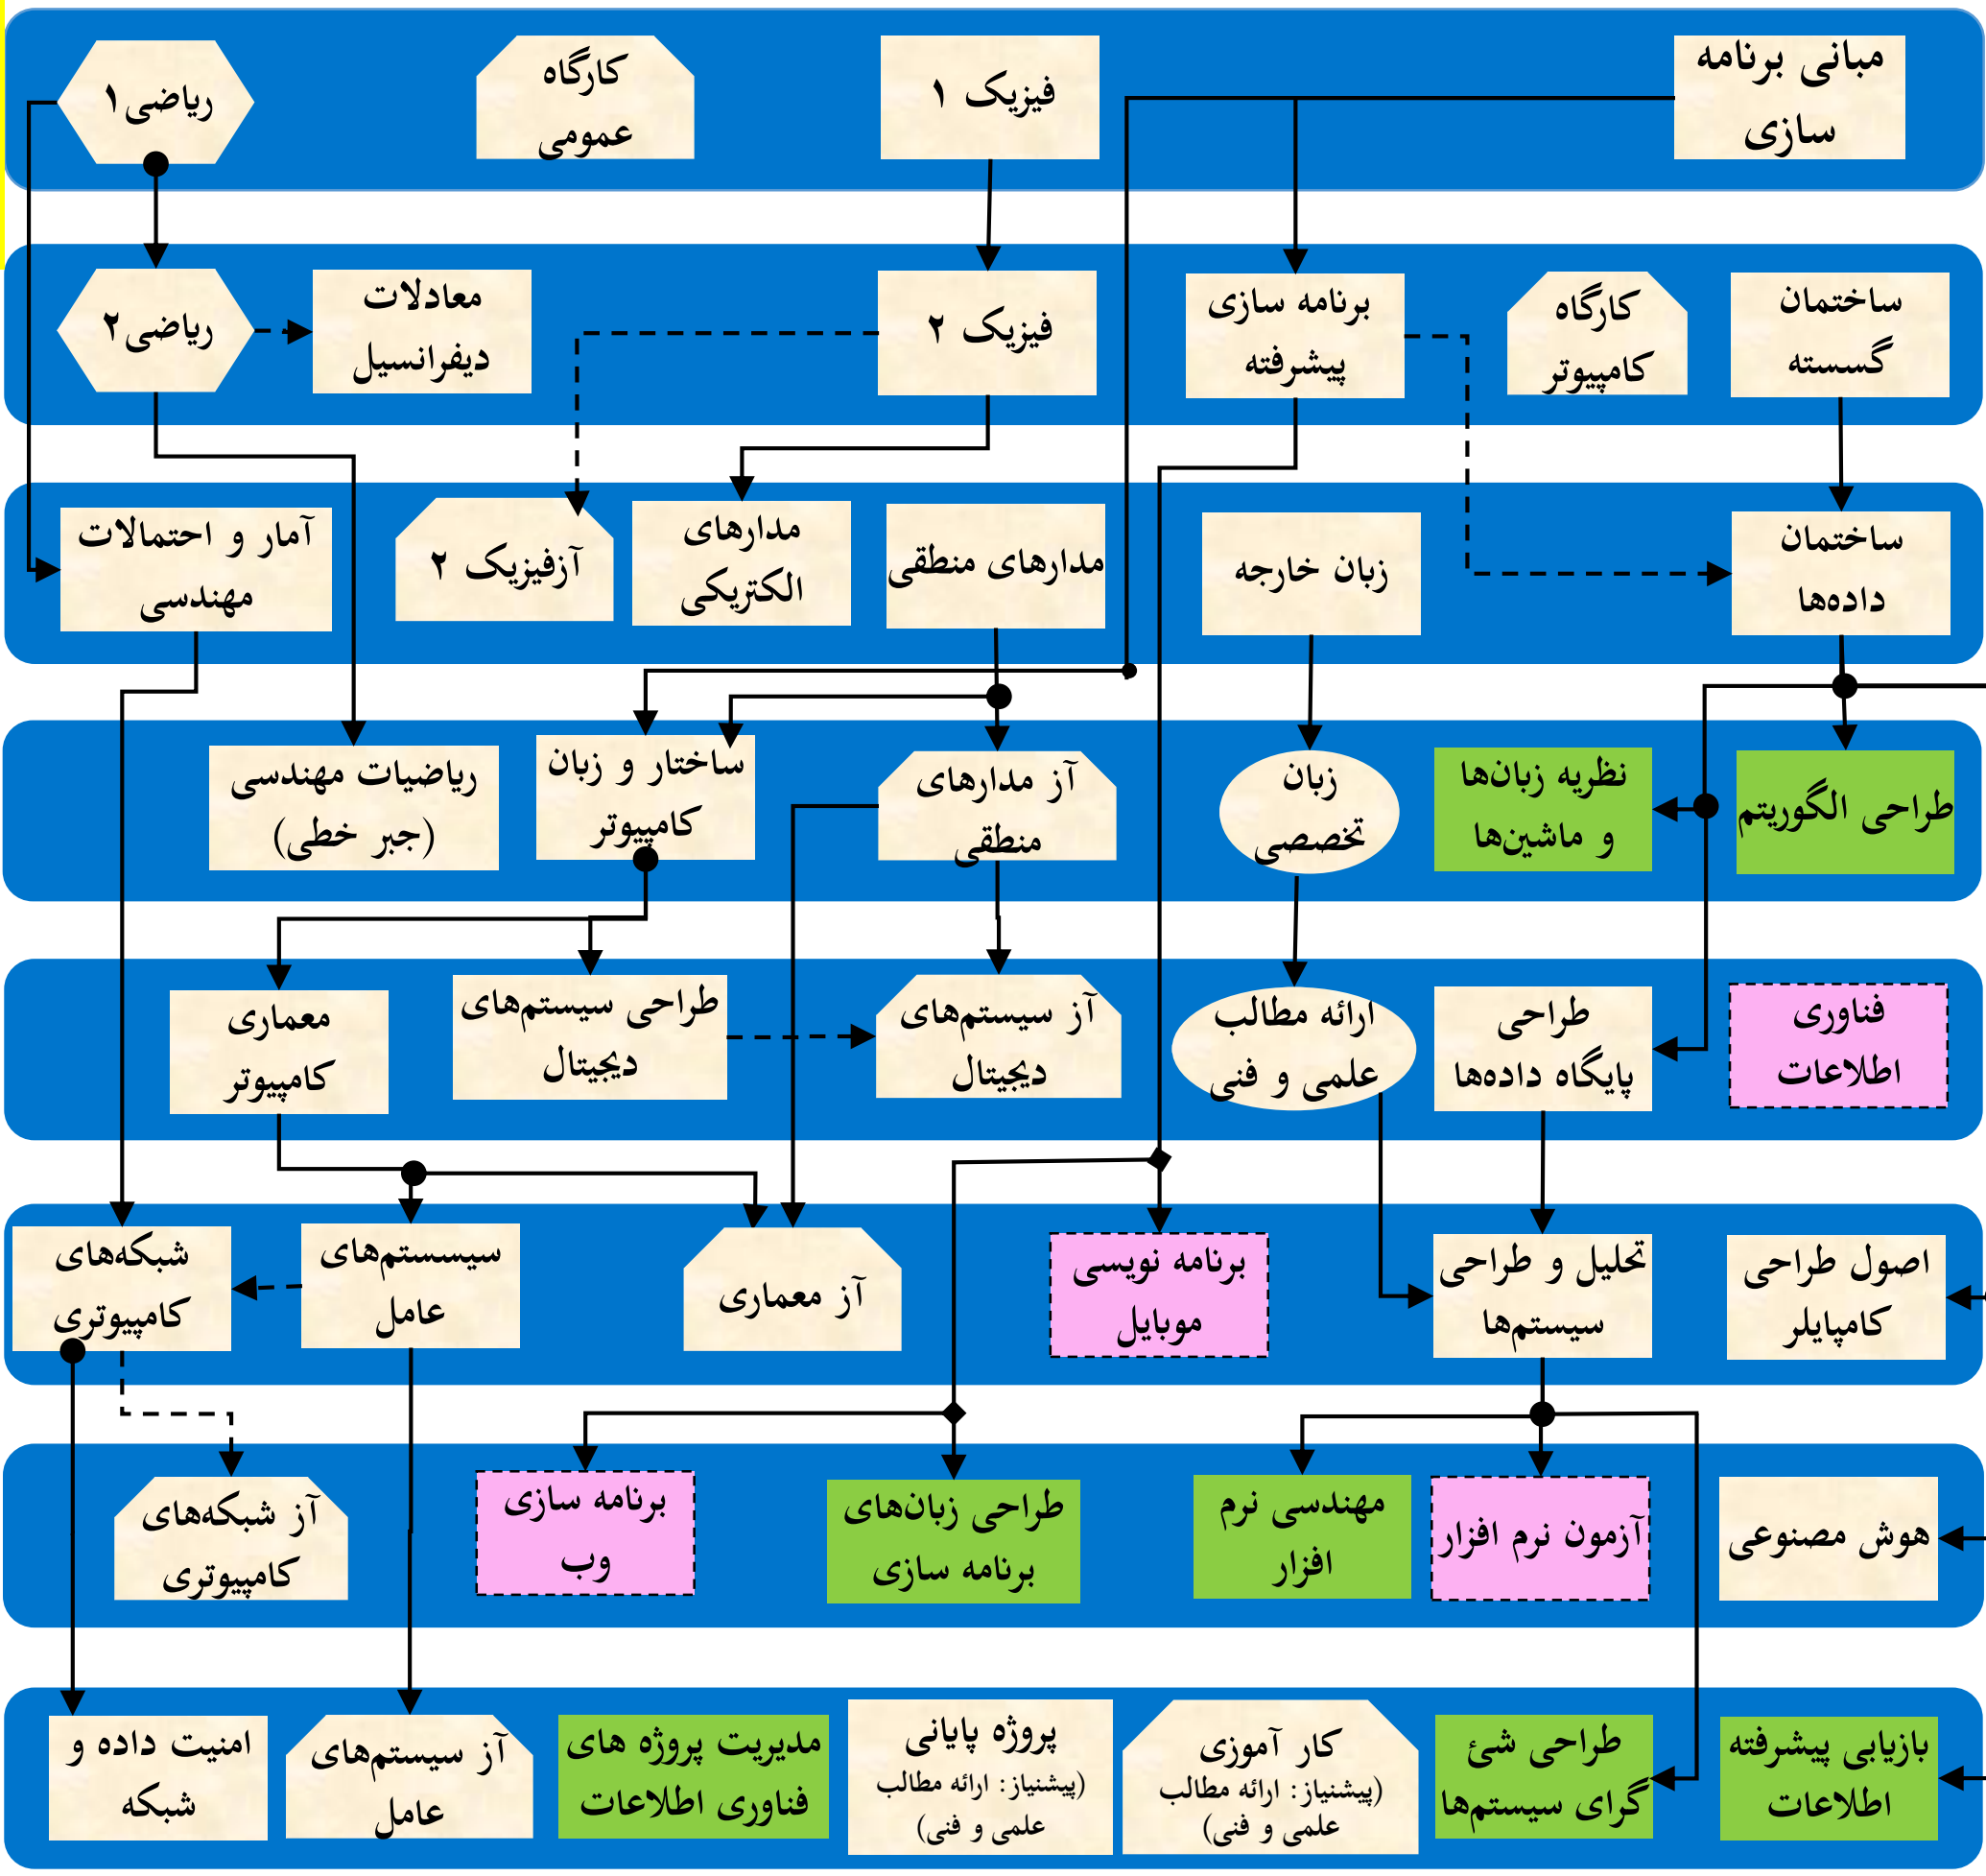 مبانی برنامه
سازی
فیزیک ۱
کارگاه
عمومی
ریاضی۱
ساختمان
گسسته
کارگاه
کامپیوتر
برنامه سازی
پیشرفته
فیزیک ۲
معادلات
دیفرانسیل
ریاضی۲
ساختمان
داده‌ها
زبان خارجه
مدارهای منطقی
مدارهای
الکتریکی
آزفیزیک ۲
آمار و احتمالات
مهندسی
طراحی الگوریتم
نظریه زبان‌ها
و ماشین‌ها
زبان
تخصصی
آز مدارهای
منطقی
ساختار و زبان
کامپیوتر
ریاضیات مهندسی
(جبر خطی)
فناوری
اطلاعات
طراحی
پایگاه داده‌ها
ارائه مطالب
علمی و فنی
آز سیستم‌های
دیجیتال
طراحی سیستم‌های
دیجیتال
معماری
کامپیوتر
اصول طراحی
کامپایلر
تحلیل و طراحی
سیستم‌ها
برنامه نویسی
موبایل
آز معماری
سیسستم‌های
عامل
شبکه‌های
کامپیوتری
هوش مصنوعی
آزمون نرم افزار
مهندسی نرم
افزار
طراحی زبان‌های
برنامه سازی
برنامه سازی
وب
آز شبکه‌های
کامپیوتری
بازیابی پیشرفته
اطلاعات
طراحی شئ
گرای سیستم‌ها
کار آموزی
(پیشنیاز: ارائه مطالب
علمی و فنی)
پروژه پایانی
(پیشنیاز: ارائه مطالب
علمی و فنی)
مدیریت پروژه های
فناوری اطلاعات
آز سیستم‌های
عامل
امنیت داده و
شبکه